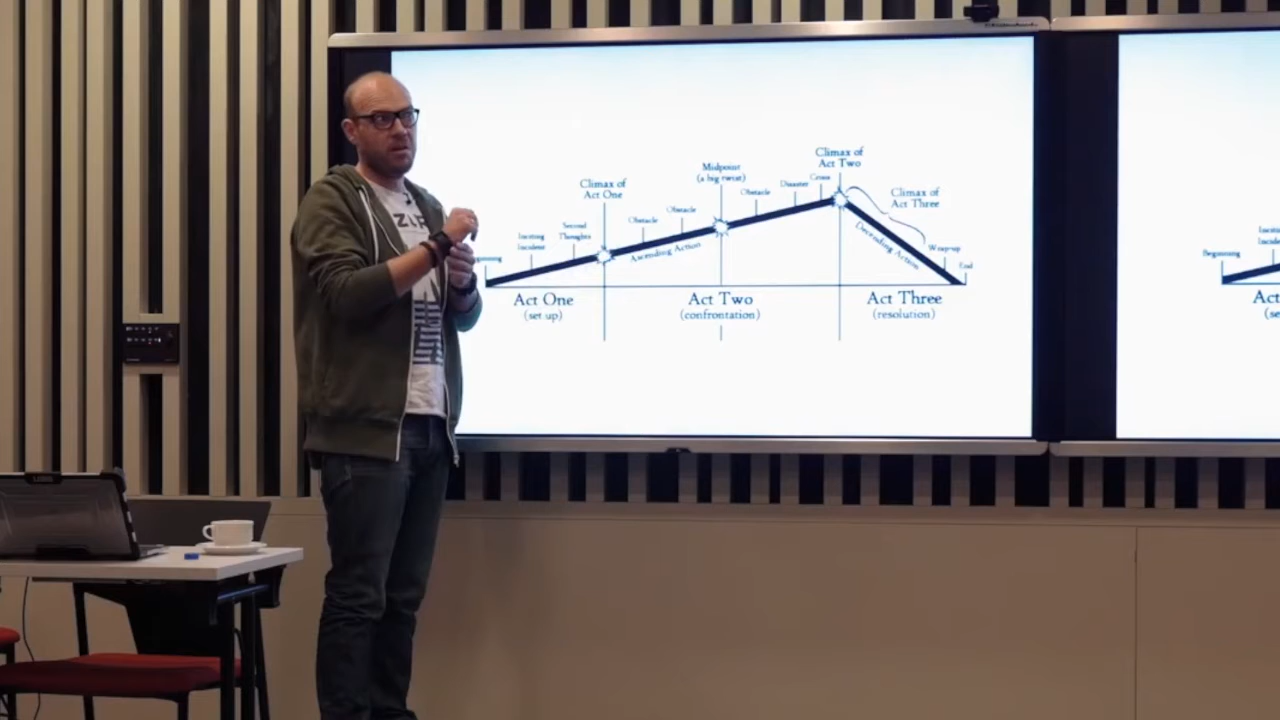 Climax of
Act Two
Midpoint
(a big twist)
Climax of
Act One
Disaster
Crisis
Obstacle
Climax of
Act Three
Obstacle
Obstacle
Second
Thoughts
Inciting
Incident
Ascending Action
Decending Action
Wrap-up
End
Act One
(set up)
Act Two
(confrontation)
Act Three
(resolution)
Beginning